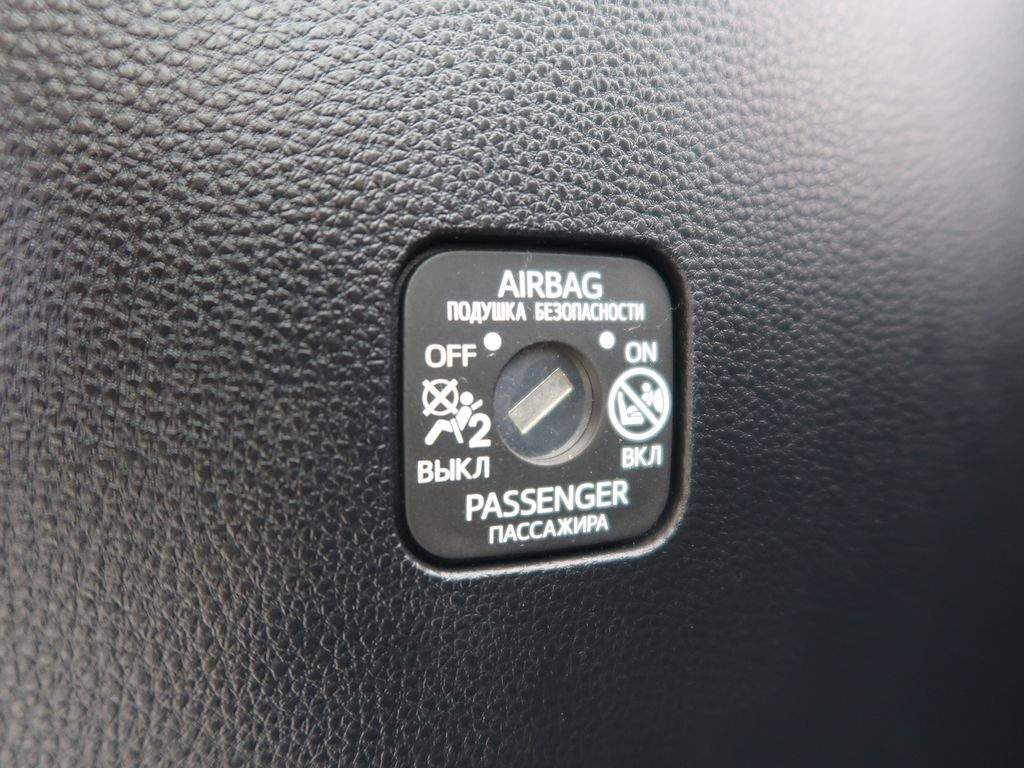 AIRBAG
ПОДУШКА БЕЗОПАСНОСТИ
OFF
ON
2
ВЫКЛ
ВКЛ
PASSENGER
ПАССАЖИРА